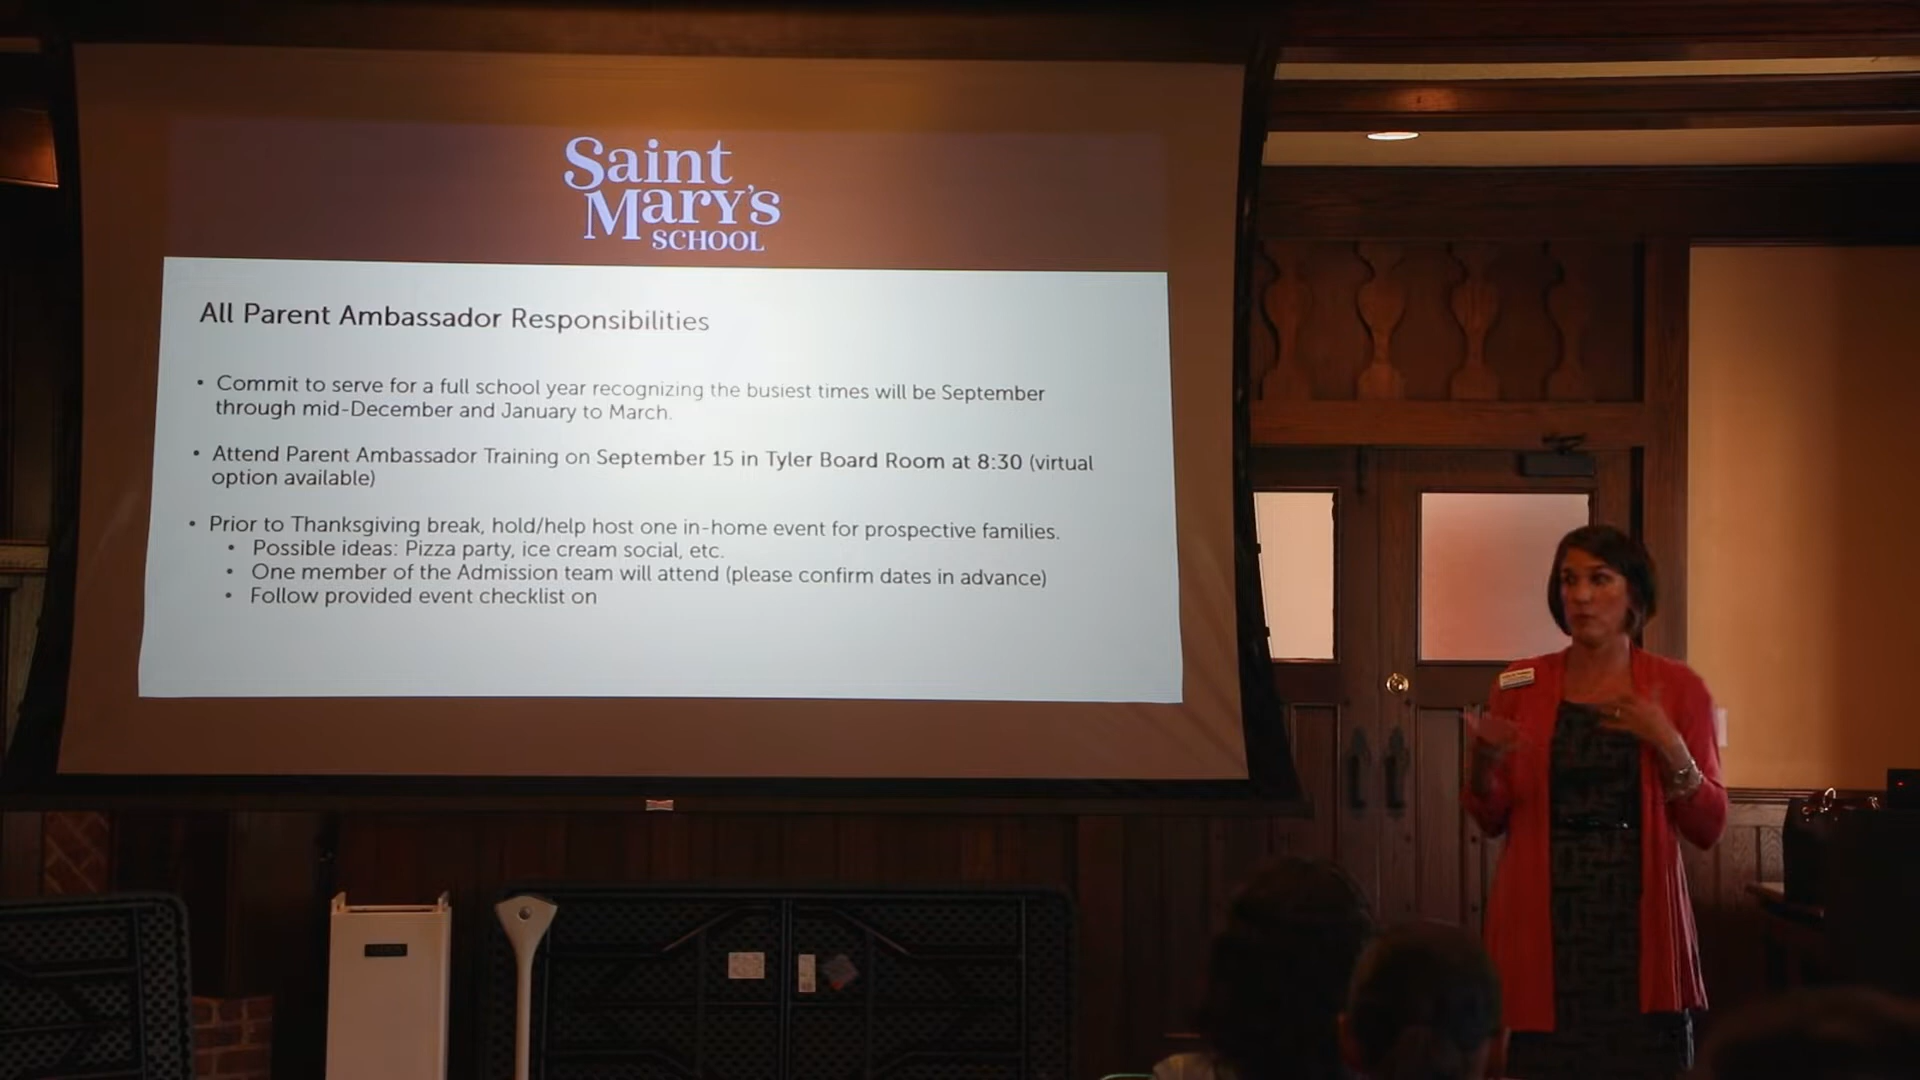 Saint
Mary's
SCHOOL
All Parent Ambassador Responsibilities
• Commit to serve for a full school year recognizing the busiest times will be September
through mid-December and January to March.
• Attend Parent Ambassador Training on September 15 in Tyler Board Room at 8:30 (virtual
option available)
• Prior to Thanksgiving break, hold/help host one in-home event for prospective families.
• Possible ideas: Pizza party, ice cream social, etc.
• One member of the Admission team will attend (please confirm dates in advance)
• Follow provided event checklist on